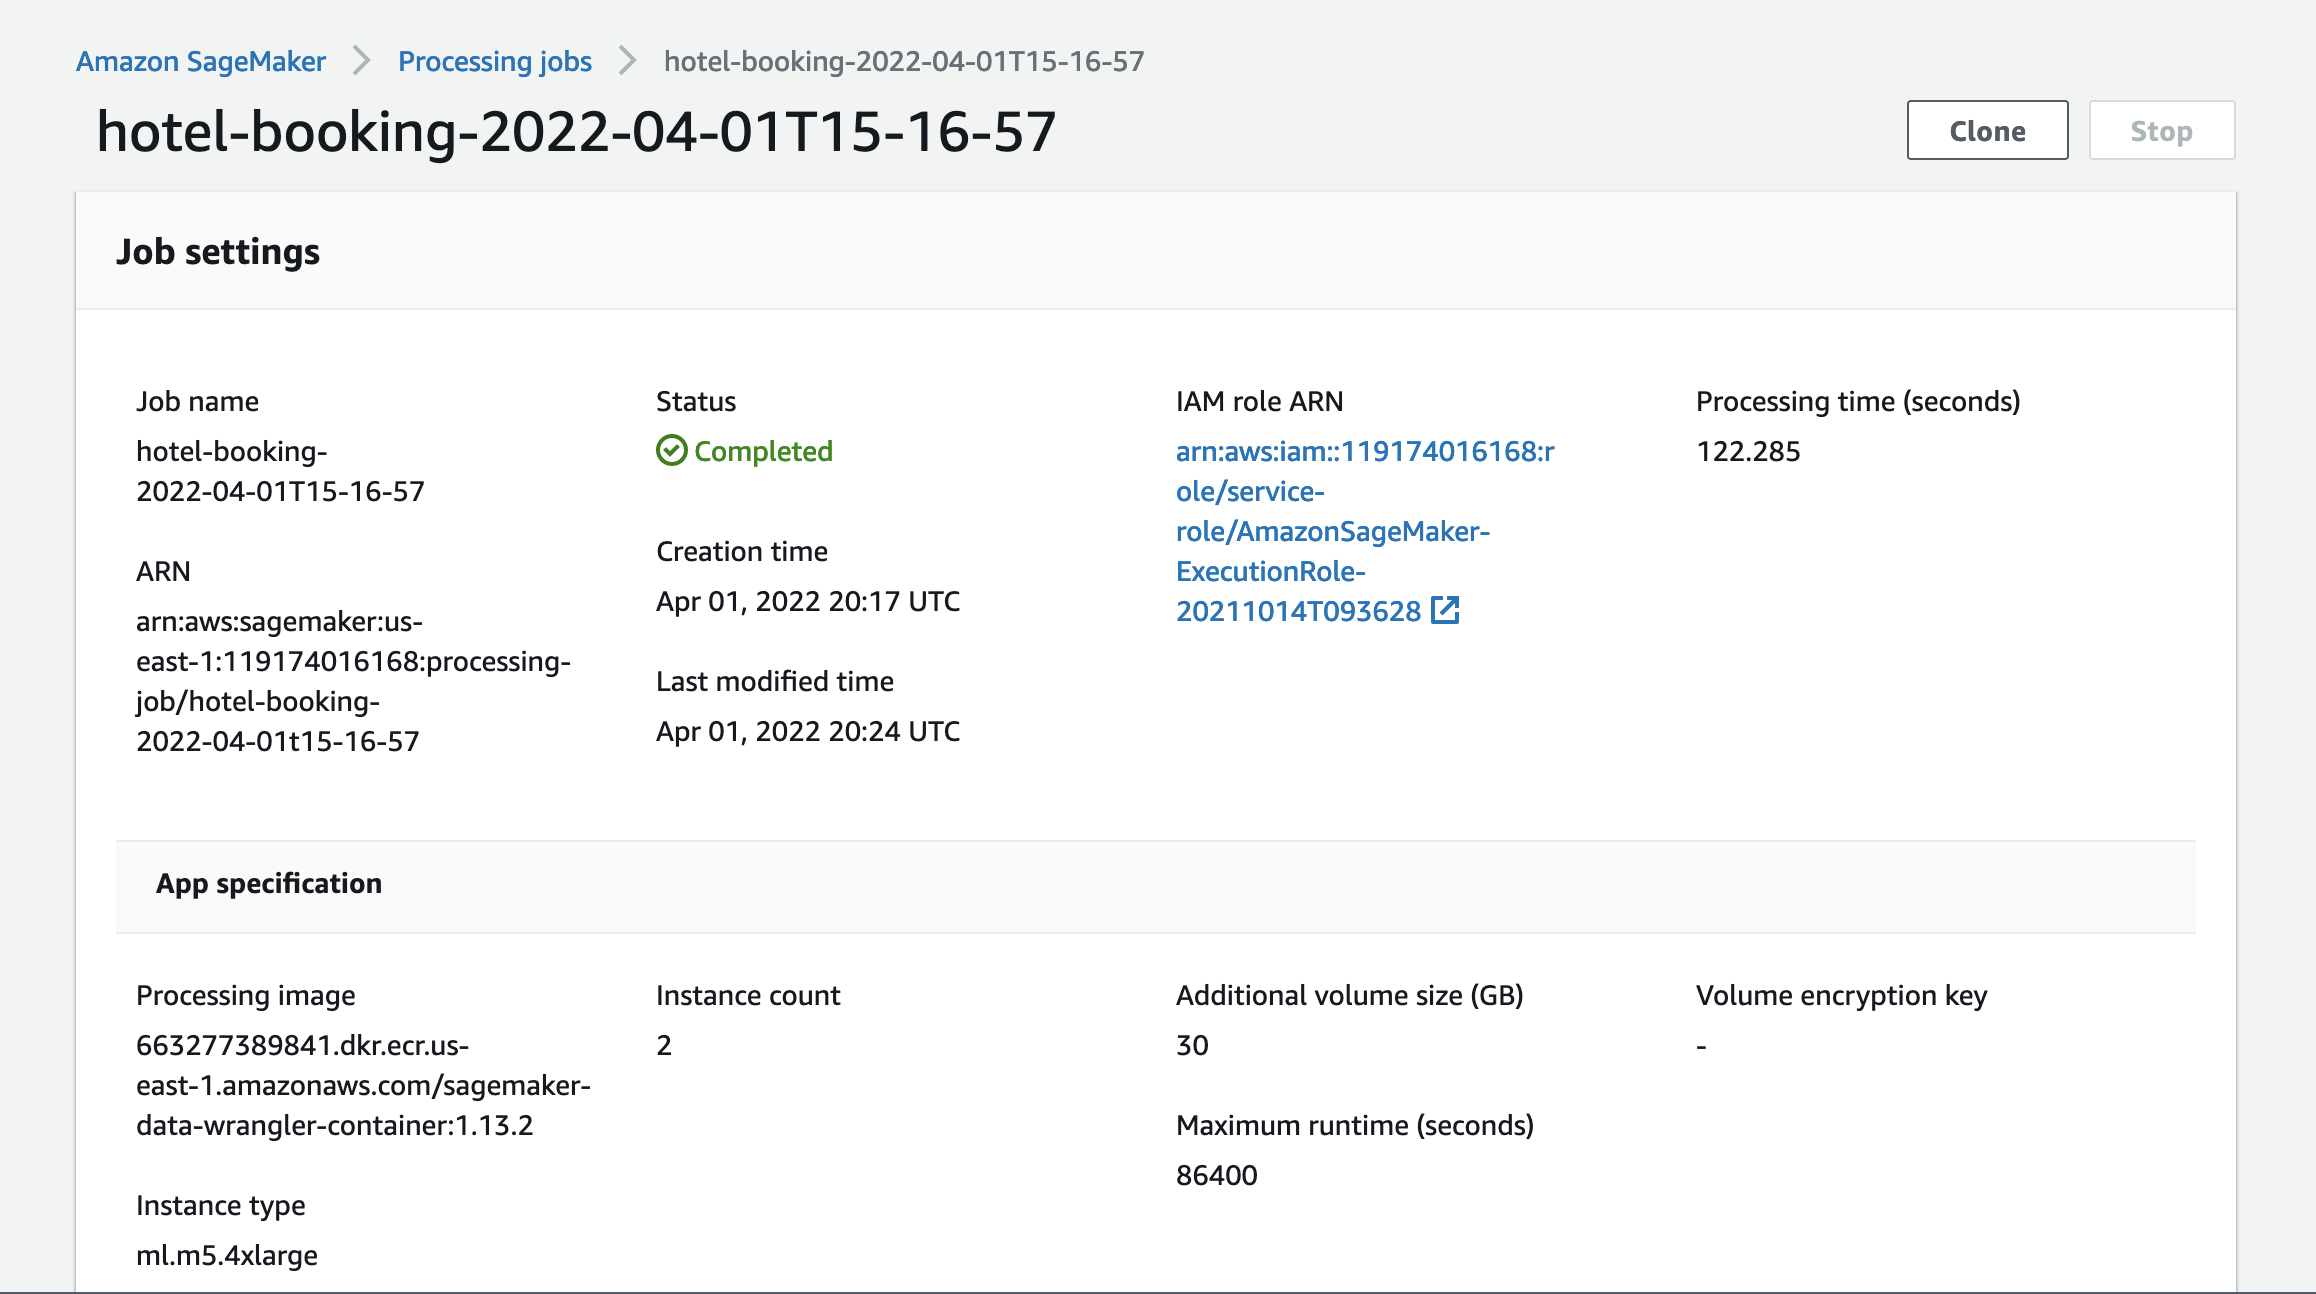 Amazon SageMaker > Processing jobs > hotel-booking-2022-04-01T15-16-57
hotel-booking-2022-04-01T15-16-57
Clone
Stop
Job settings
Job name
hotel-booking-
2022-04-01T15-16-57
ARN
arn:aws:sagemaker:us-
east-1:119174016168:processing-
job/hotel-booking-
2022-04-01t15-16-57
Status
Completed
Creation time
Apr 01, 2022 20:17 UTC
Last modified time
Apr 01, 2022 20:24 UTC
IAM role ARN
arn:aws:iam::119174016168:r
ole/service-
role/AmazonSageMaker-
ExecutionRole-
20211014T093628
Processing time (seconds)
122.285
App specification
Processing image
663277389841.dkr.ecr.us-
east-1.amazonaws.com/sagemaker-
data-wrangler-container:1.13.2
Instance type
ml.m5.4xlarge
Instance count
2
Additional volume size (GB)
30
Maximum runtime (seconds)
86400
Volume encryption key
-